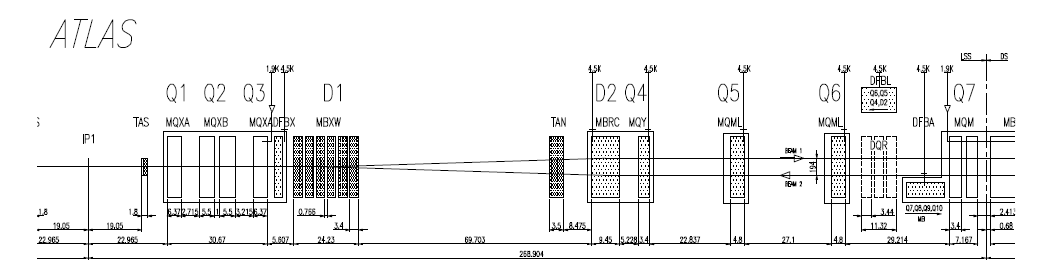 ATLAS
LSS DS
1.9K 4.5K 4.5K 4.5K 4.5K 4.5K 4.5K 4.5K 1.9K
DFBL
Q1 Q2 Q3 D1 D2 Q4 Q5 Q6 Q6,Q5 Q7
Q4,D2
S TAS MQXA MQXB MQXA DFBX MBXW TAN MBRC MQY MQML MQML DFBA MQM MB
IP1 DQR
BEAM 1
194
BEAM 2
Q7,Q8,Q9,Q10
MB
1.8 1.8 6.37 2.715 5.5 1 5.5 3.215 6.37 0.766 3.44 2.41
19.05 19.05 3.4 3.5 8.475 11.32 3.4 0.68
22.965 22.965 30.67 5.607 24.23 69.703 9.45 5.228 3.4 22.837 4.8 27.1 4.8 29.214 7.167
268.904